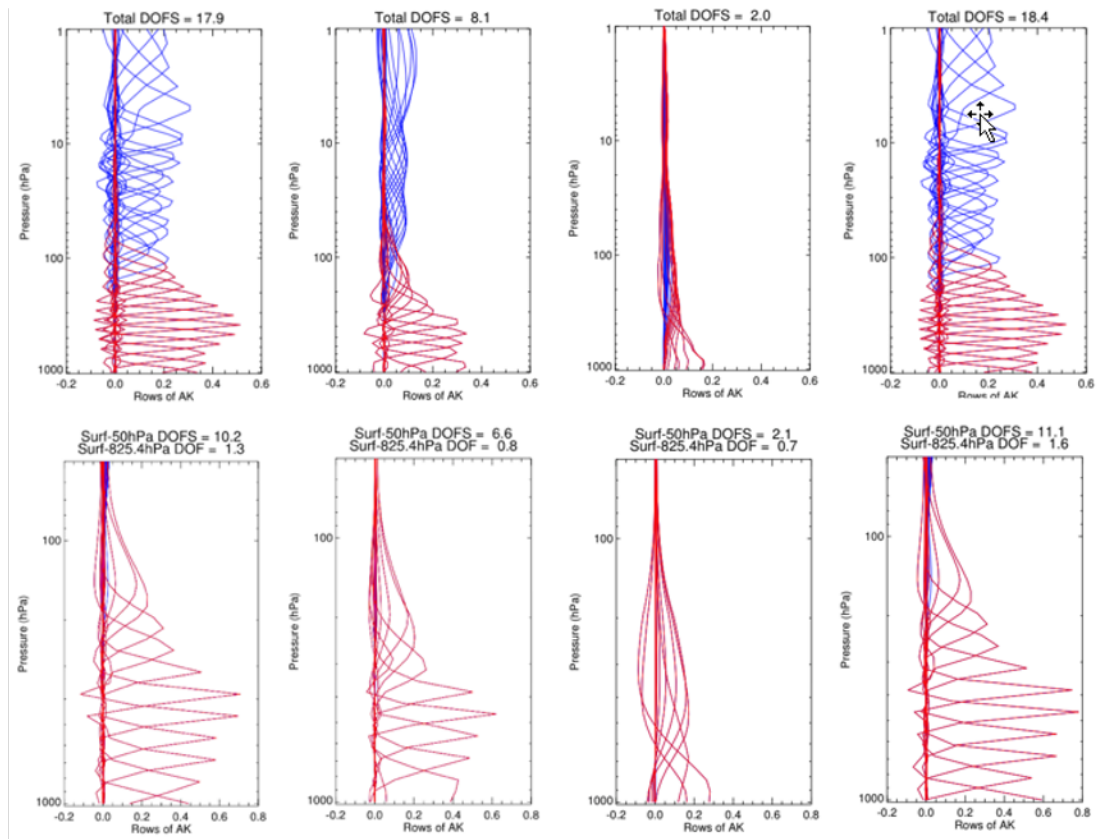 Total DOFS = 17.9
Total DOFS = 8.1
Total DOFS = 2.0
Total DOFS = 18.4
Pressure (hPa)
1
10
100
1000
-0.2 0.0 0.2 0.4 0.6
Rows of AK
Pressure (hPa)
1
10
100
1000
-0.2 0.0 0.2 0.4 0.6
Rows of AK
Pressure (hPa)
1
10
100
1000
-0.2 0.0 0.2 0.4 0.6 0.8
Rows of AK
Pressure (hPa)
1
10
100
1000
-0.2 0.0 0.2 0.4 0.6
Rows of AK
Surf-50hPa DOFS = 10.2
Surf-825.4hPa DOF = 1.3
Surf-50hPa DOFS = 6.6
Surf-825.4hPa DOF = 0.8
Surf-50hPa DOFS = 2.1
Surf-825.4hPa DOF = 0.7
Surf-50hPa DOFS = 11.1
Surf-825.4hPa DOF = 1.6
Pressure (hPa)
100
1000
-0.2 0.0 0.2 0.4 0.6 0.8
Rows of AK
Pressure (hPa)
100
1000
-0.2 0.0 0.2 0.4 0.6 0.8
Rows of AK
Pressure (hPa)
100
1000
-0.2 0.0 0.2 0.4 0.6 0.8
Rows of AK
Pressure (hPa)
100
1000
-0.2 0.0 0.2 0.4 0.6 0.8
Rows of AK